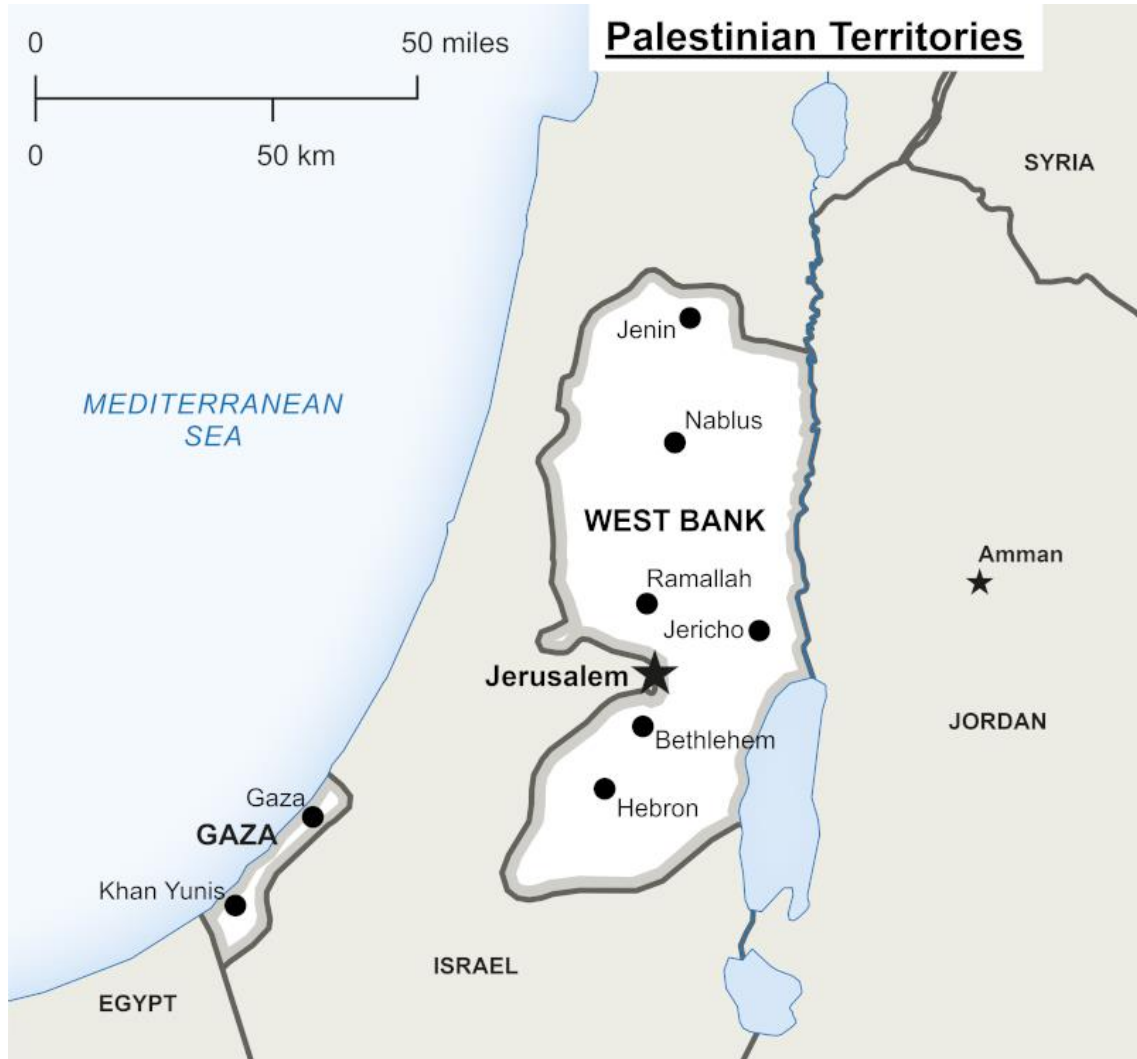 Palestinian Territories
0 50 miles
0 50 km
SYRIA
Jenin
MEDITERRANEAN
SEA
Nablus
WEST BANK
Amman
Ramallah
Jericho
Jerusalem
JORDAN
Bethlehem
Gaza
Hebron
GAZA
Khan Yunis
ISRAEL
EGYPT